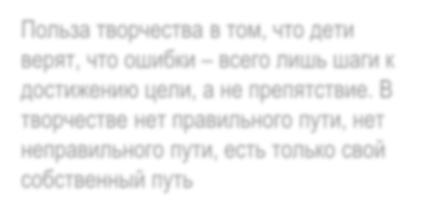 Польза творчества в том, что дети
верят, что ошибки – всего лишь шаги к
достижению цели, а не препятствие. В
творчестве нет правильного пути, нет
неправильного пути, есть только свой
собственный путь